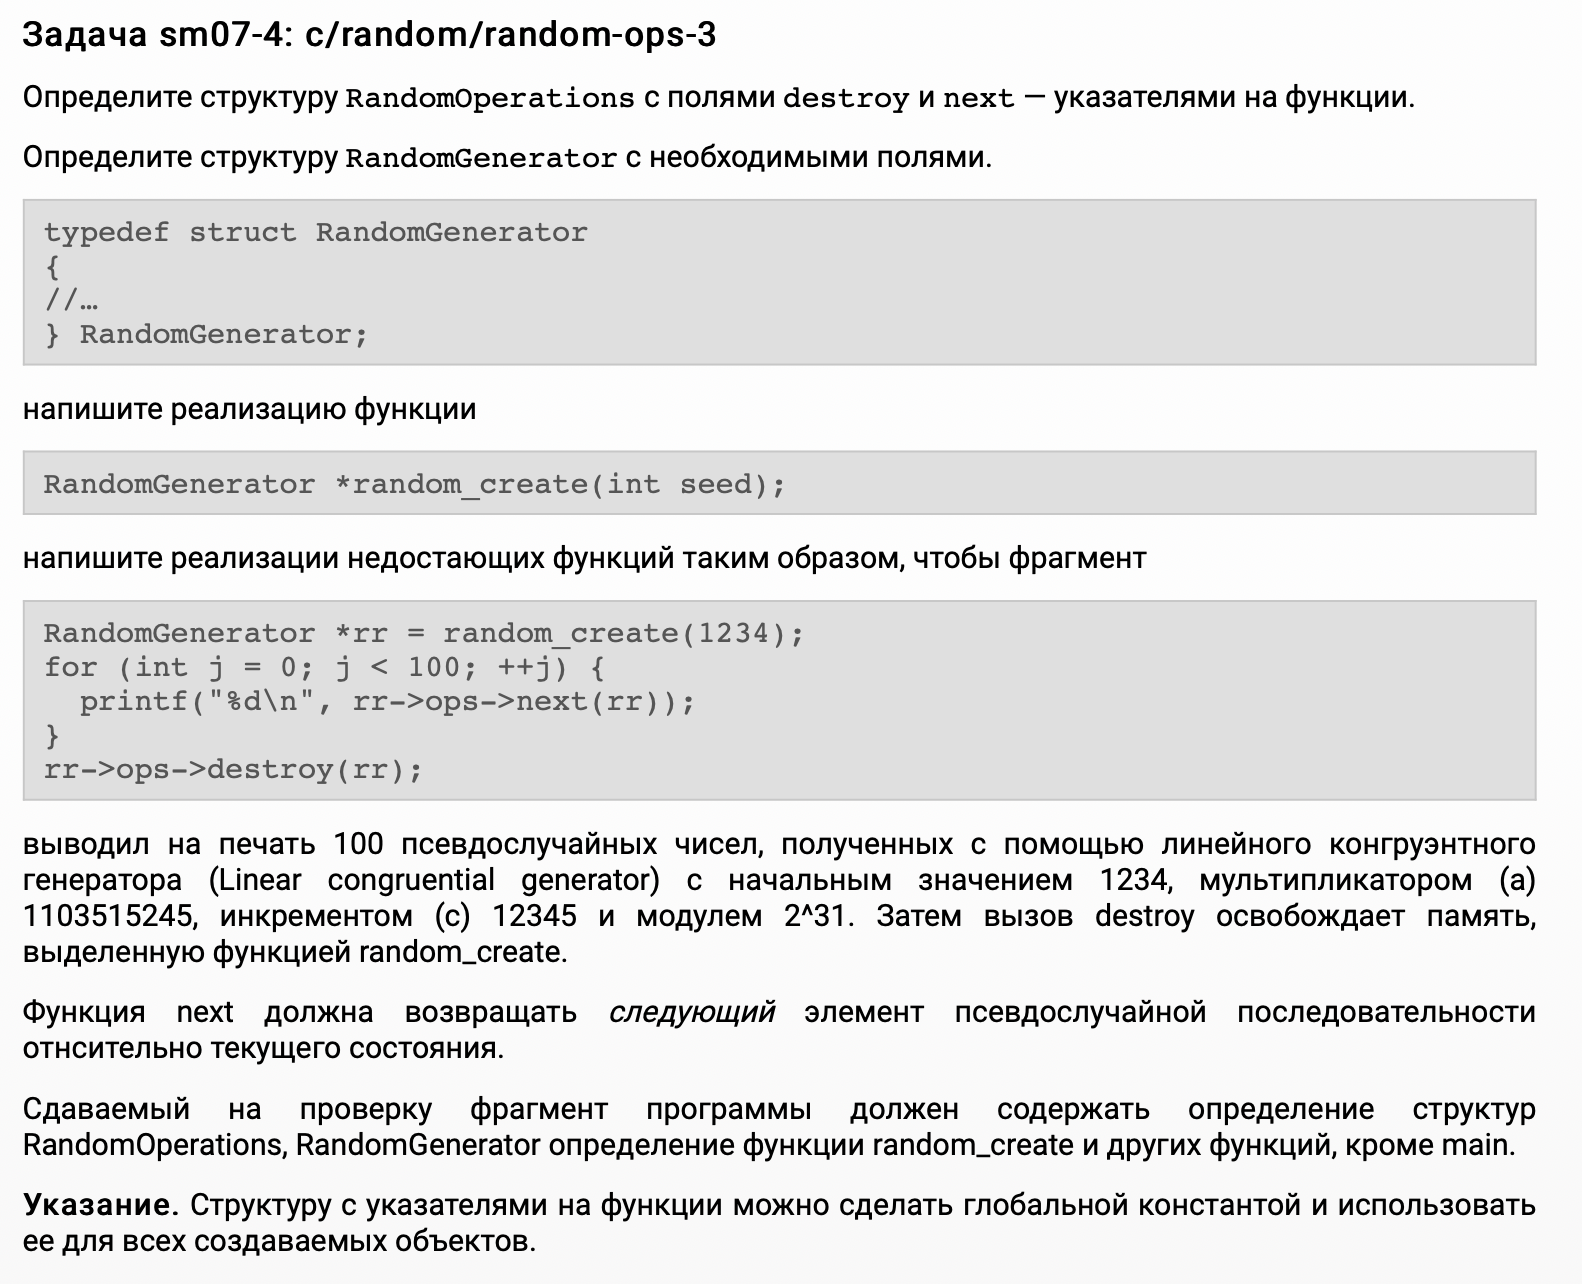 Задача sm07-4: c/random/random-ops-3
Определите структуру RandomOperations с полями destroy и next — указателями на функции.
Определите структуру RandomGenerator с необходимыми полями.
typedef struct RandomGenerator
{
//…
} RandomGenerator;
напишите реализацию функции
RandomGenerator *random_create(int seed);
напишите реализации недостающих функций таким образом, чтобы фрагмент
RandomGenerator *rr = random_create(1234);
for (int j = 0; j < 100; ++j) {
  printf("%d\n", rr->ops->next(rr));
}
rr->ops->destroy(rr);
выводил на печать 100 псевдослучайных чисел, полученных с помощью линейного конгруэнтного
генератора (Linear congruential generator) с начальным значением 1234, мультипликатором (a)
1103515245, инкрементом (c) 12345 и модулем 2^31. Затем вызов destroy освобождает память,
выделенную функцией random_create.
Функция next должна возвращать следующий элемент псевдослучайной последовательности
отнсительно текущего состояния.
Сдаваемый на проверку фрагмент программы должен содержать определение структур
RandomOperations, RandomGenerator определение функции random_create и других функций, кроме main.
Указание. Структуру с указателями на функции можно сделать глобальной константой и использовать
ее для всех создаваемых объектов.